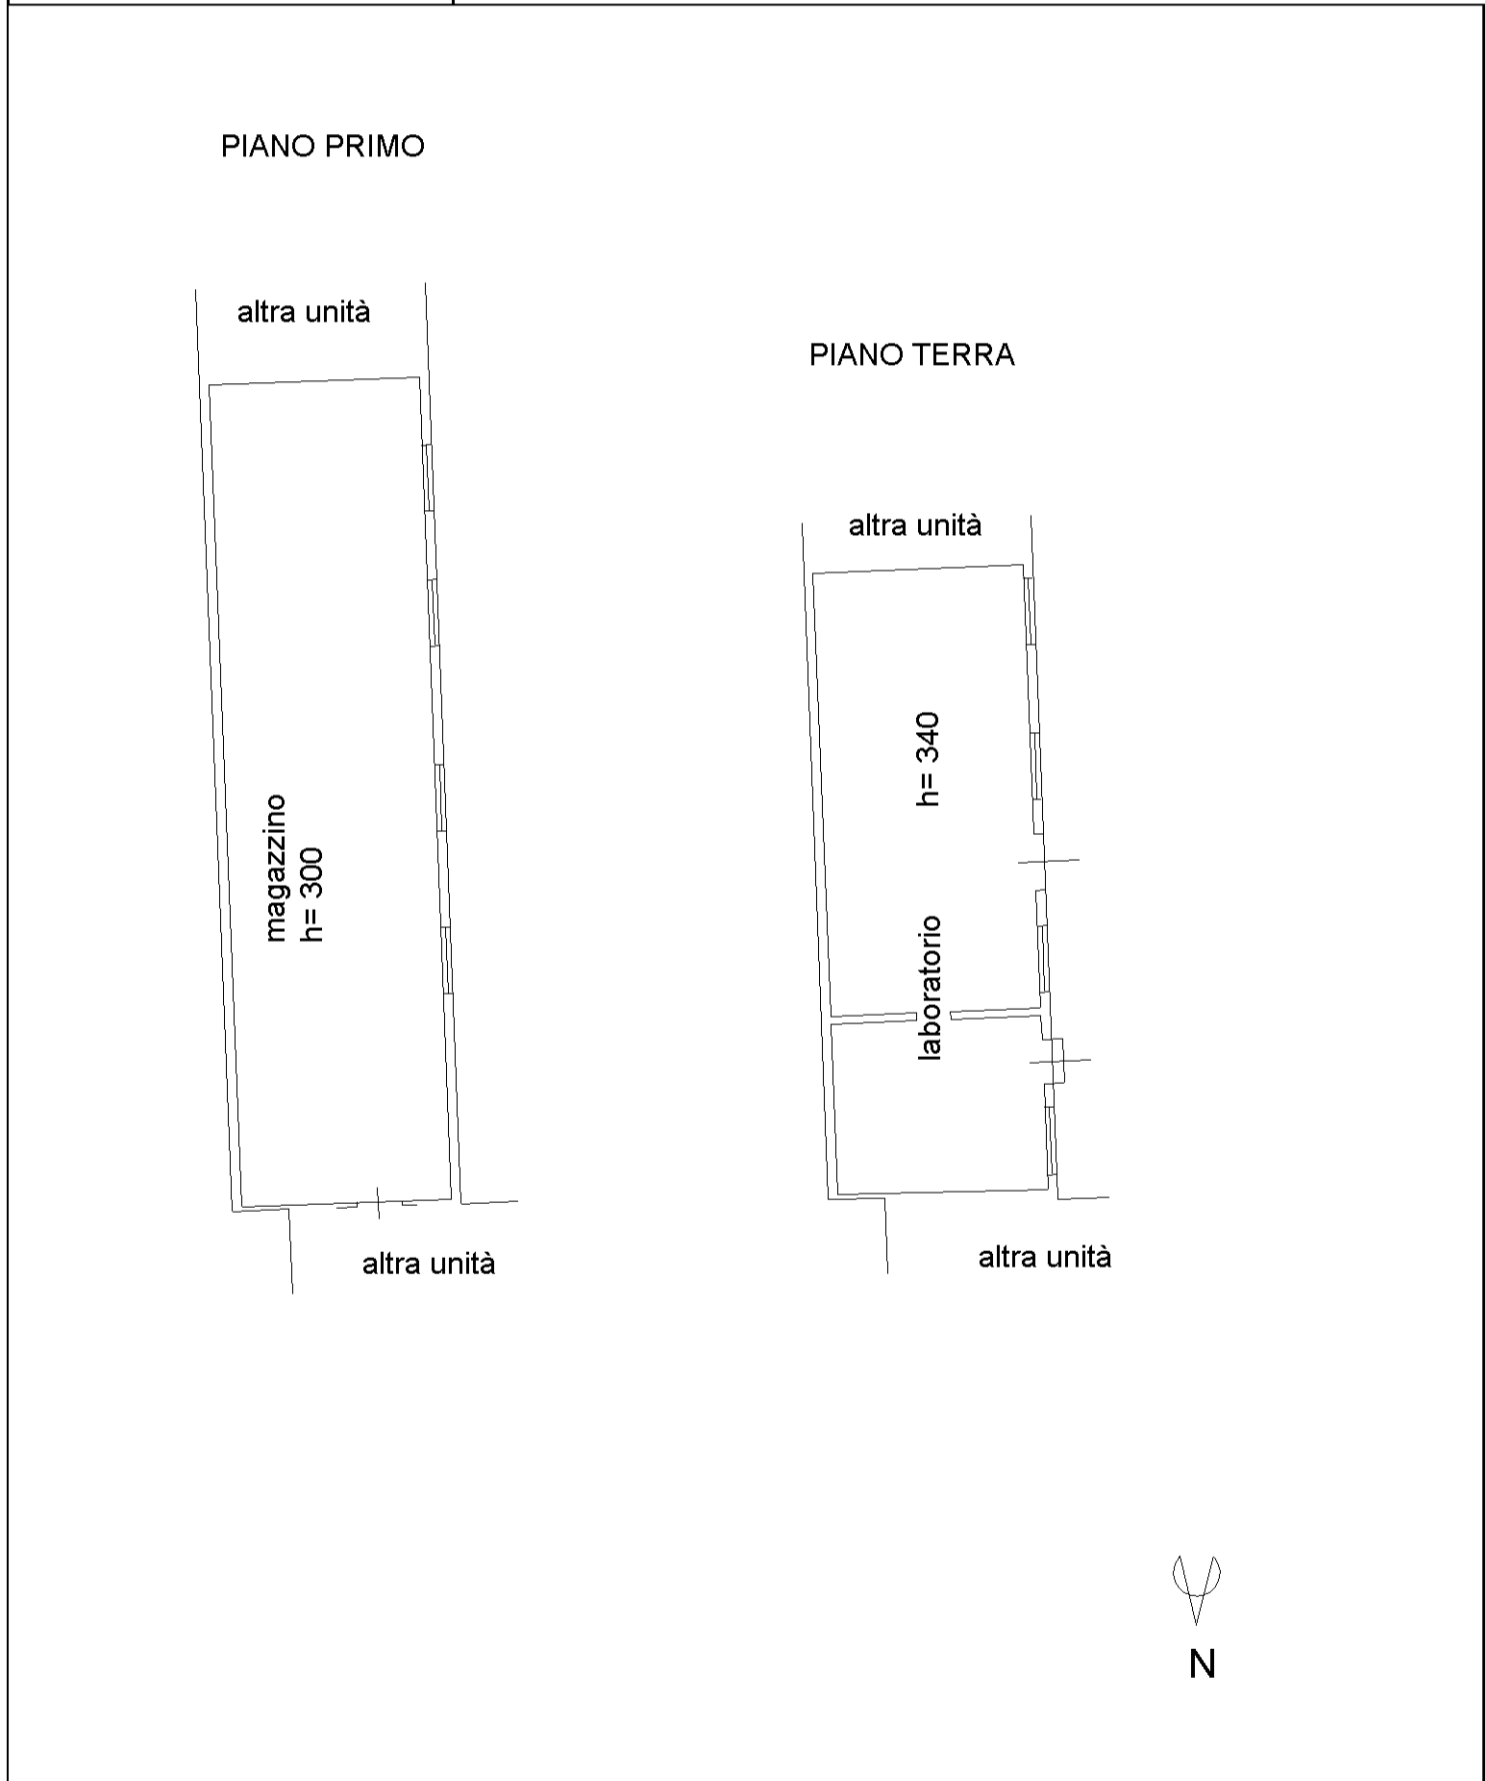 PIANO PRIMO
altra unità
magazzino
h= 300
altra unità
PIANO TERRA
altra unità
h= 340
laboratorio
altra unità
N